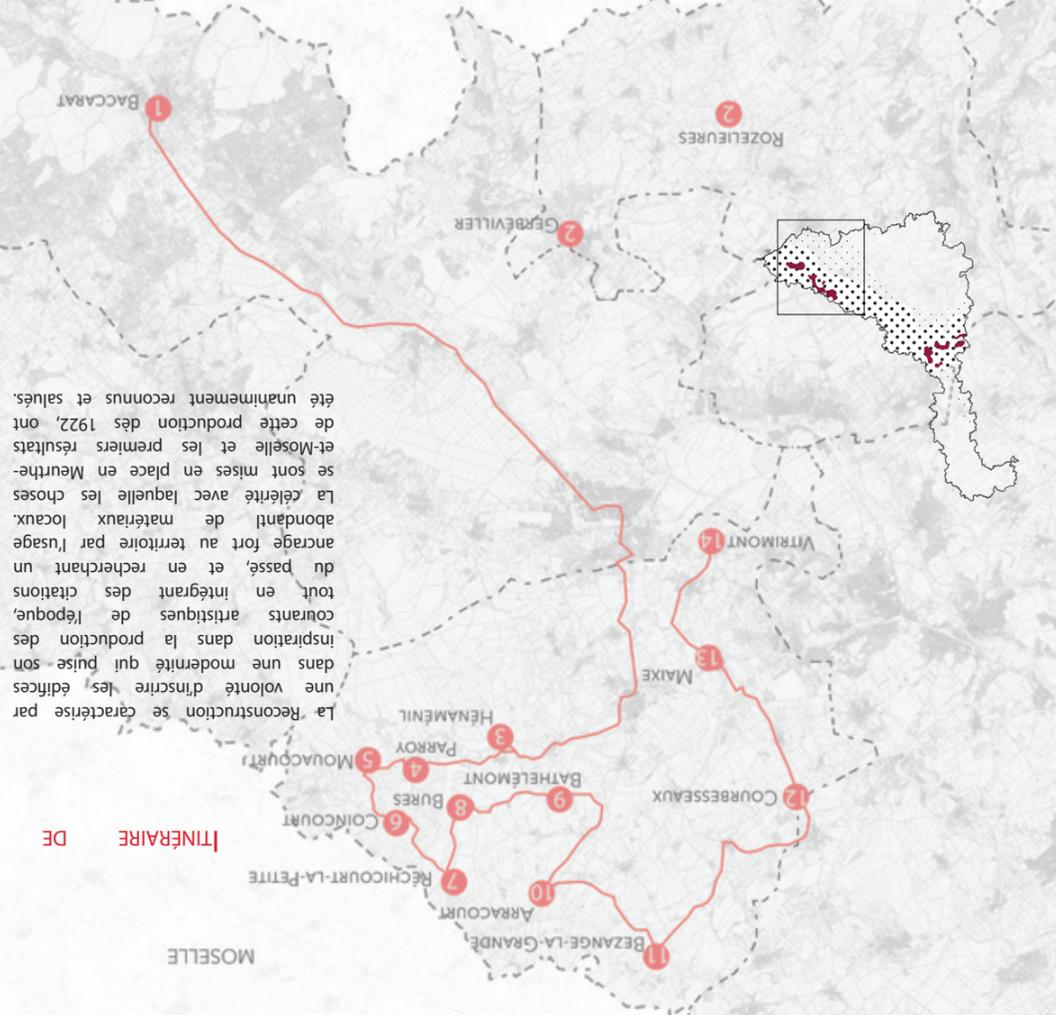 11
BEZANGE-LA-GRANDE
MOSELLE
ARRACOURT
10
7
RÉCHICOURT-LA-PETITE
ITINÉRAIRE DE
6
COINCOURT
12
COURBESSEAUX
9
BATHELÉMONT
8
BURES
4
PARROY
5
MOUACOURT
3
HÉNAMÉNIL
La Reconstruction se caractérise par
une volonté d'inscrire les édifices
dans une modernité qui puise son
inspiration dans la production des
courants artistiques de l'époque,
tout en intégrant des citations
du passé, et en recherchant un
ancrage fort au territoire par l'usage
abondantl de matériaux locaux.
La célérité avec laquelle les choses
se sont mises en place en Meurthe-
et-Moselle et les premiers résultats
de cette production dès 1922, ont
été unanimement reconnus et salués.
13
MAIXE
VITRIMONT
14
2
GERBÉVILLER
ROZELIEURES
2
1
BACCARAT